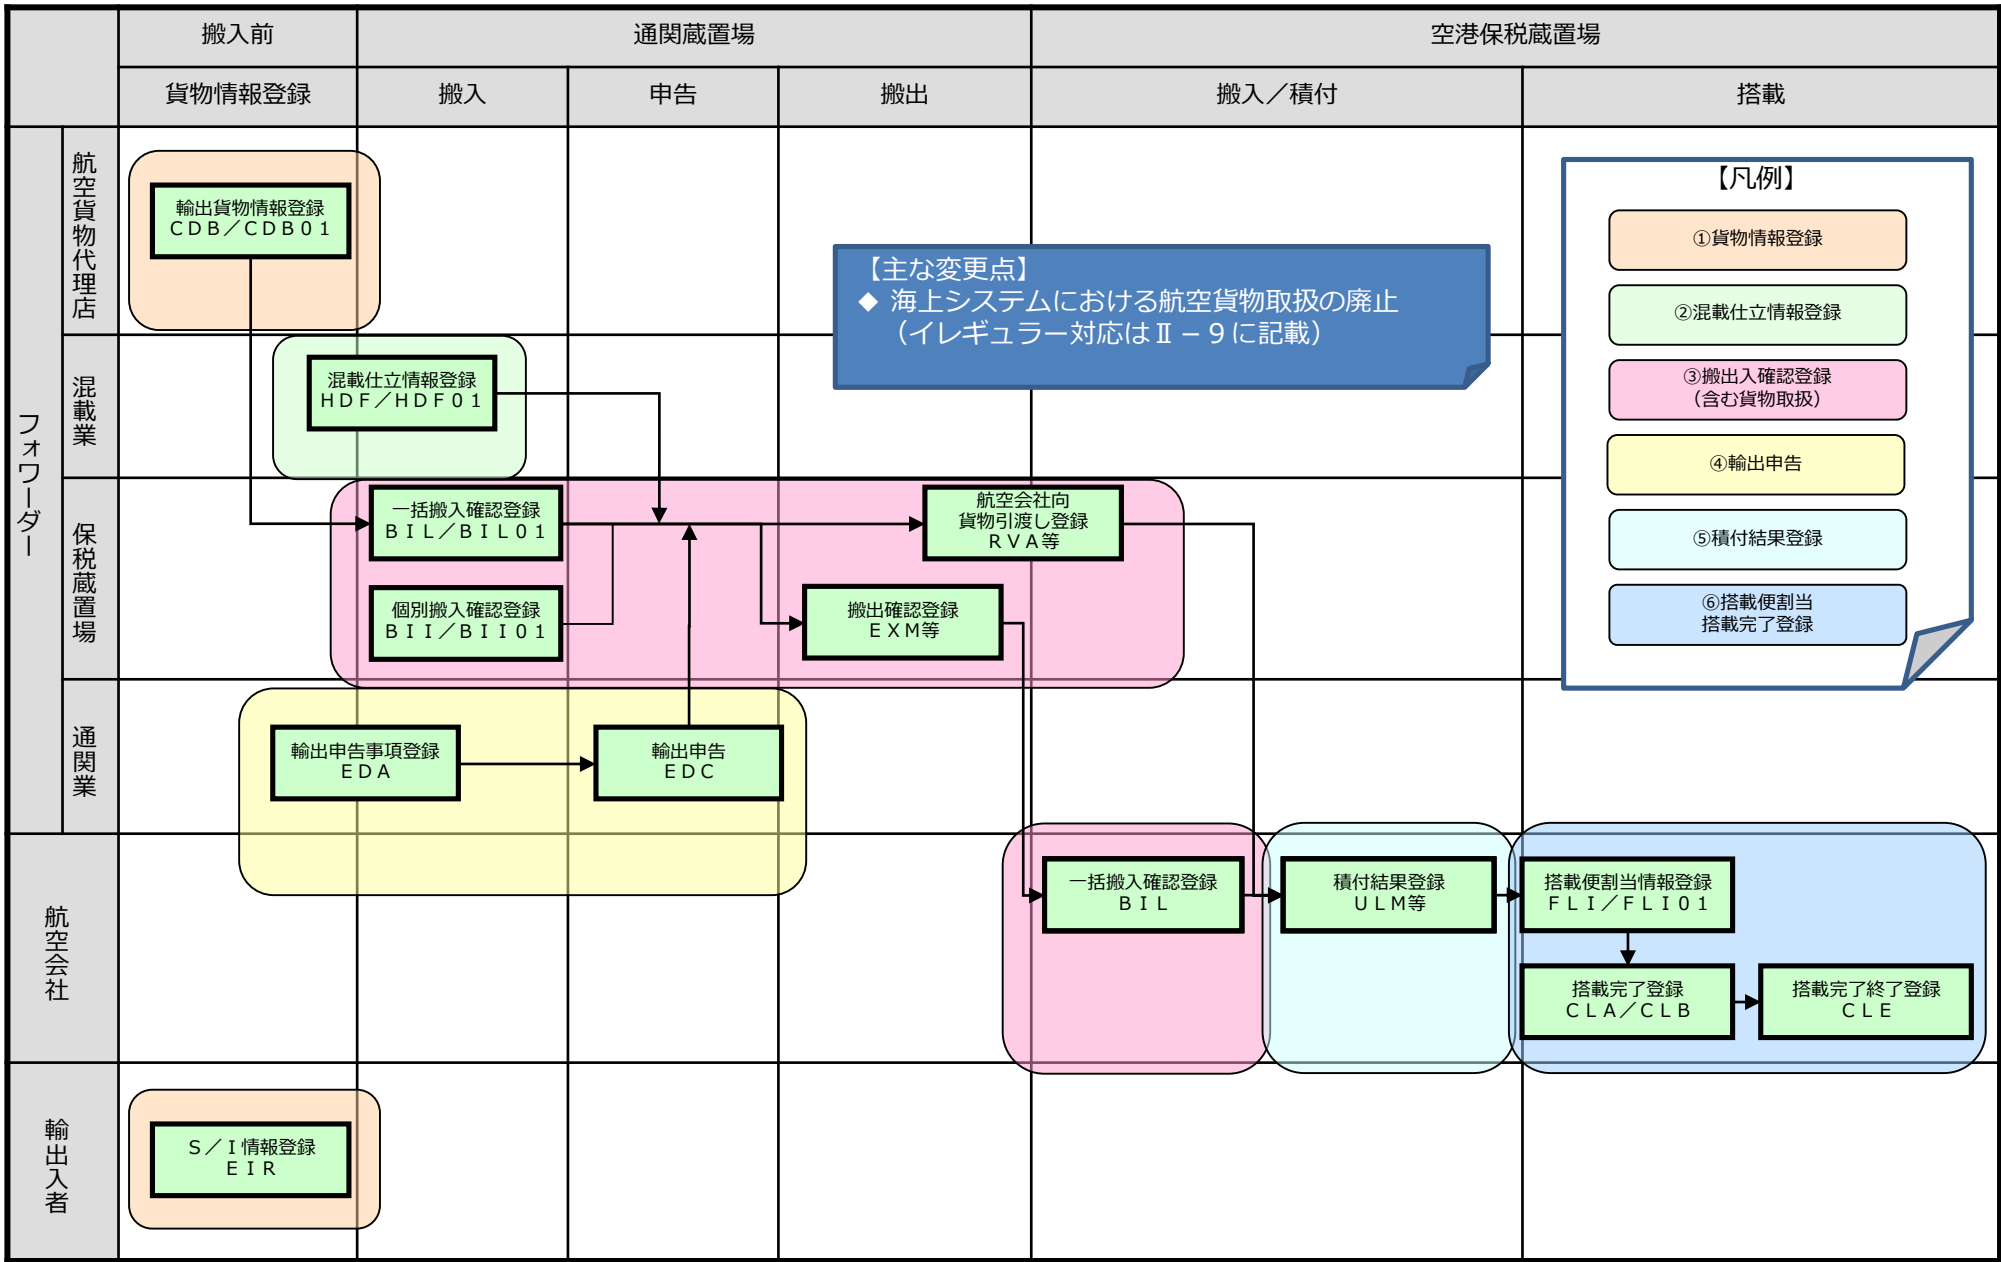 搬入前
通関蔵置場
空港保税蔵置場
貨物情報登録
搬入
申告
搬出
搬入／積付
搭載
フォワーダー
航空貨物代理店
輸出貨物情報登録
ＣＤＢ／ＣＤＢ０１
【主な変更点】
◆ 海上システムにおける航空貨物取扱の廃止
（イレギュラー対応はⅡ－９に記載）
【凡例】
①貨物情報登録
②混載仕立情報登録
③搬出入確認登録
（含む貨物取扱）
④輸出申告
⑤積付結果登録
⑥搭載便割当
搭載完了登録
混載業
混載仕立情報登録
ＨＤＦ／ＨＤＦ０１
保税蔵置場
一括搬入確認登録
ＢＩＬ／ＢＩＬ０１
航空会社向
貨物引渡し登録
ＲＶＡ等
個別搬入確認登録
ＢＩＩ／ＢＩＩ０１
搬出確認登録
ＥＸＭ等
通関業
輸出申告事項登録
ＥＤＡ
輸出申告
ＥＤＣ
航空会社
一括搬入確認登録
ＢＩＬ
積付結果登録
ＵＬＭ等
搭載便割当情報登録
ＦＬＩ／ＦＬＩ０１
搭載完了登録
ＣＬＡ／ＣＬＢ
搭載完了終了登録
ＣＬＥ
輸出入者
Ｓ／Ｉ情報登録
ＥＩＲ